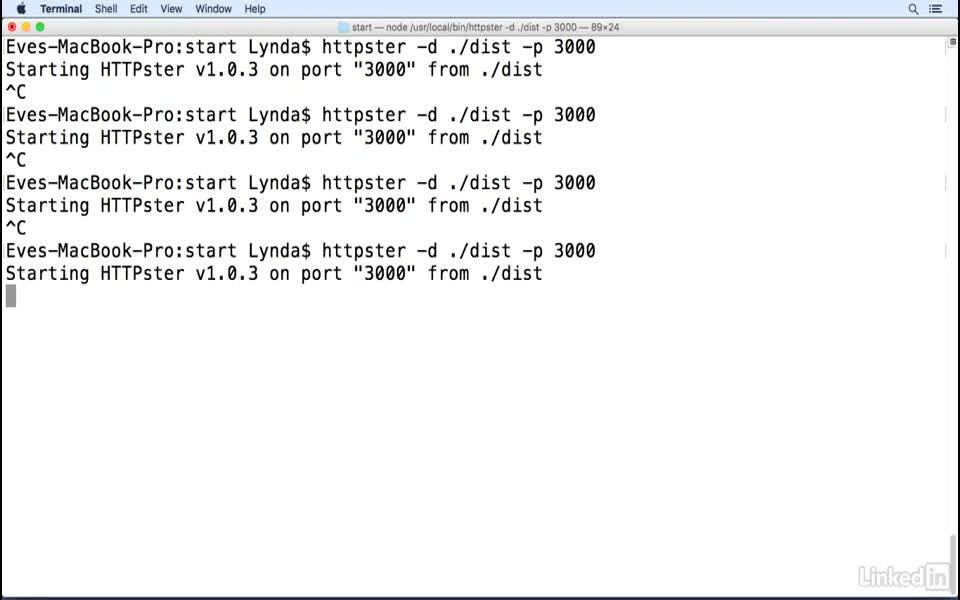 Terminal Shell Edit View Window Help
start — node /usr/local/bin/httpster -d ./dist -p 3000 — 89×24
Eves-MacBook-Pro:start Lynda$ httpster -d ./dist -p 3000
Starting HTTPster v1.0.3 on port "3000" from ./dist
^C
Eves-MacBook-Pro:start Lynda$ httpster -d ./dist -p 3000
Starting HTTPster v1.0.3 on port "3000" from ./dist
^C
Eves-MacBook-Pro:start Lynda$ httpster -d ./dist -p 3000
Starting HTTPster v1.0.3 on port "3000" from ./dist
^C
Eves-MacBook-Pro:start Lynda$ httpster -d ./dist -p 3000
Starting HTTPster v1.0.3 on port "3000" from ./dist
LinkedIn